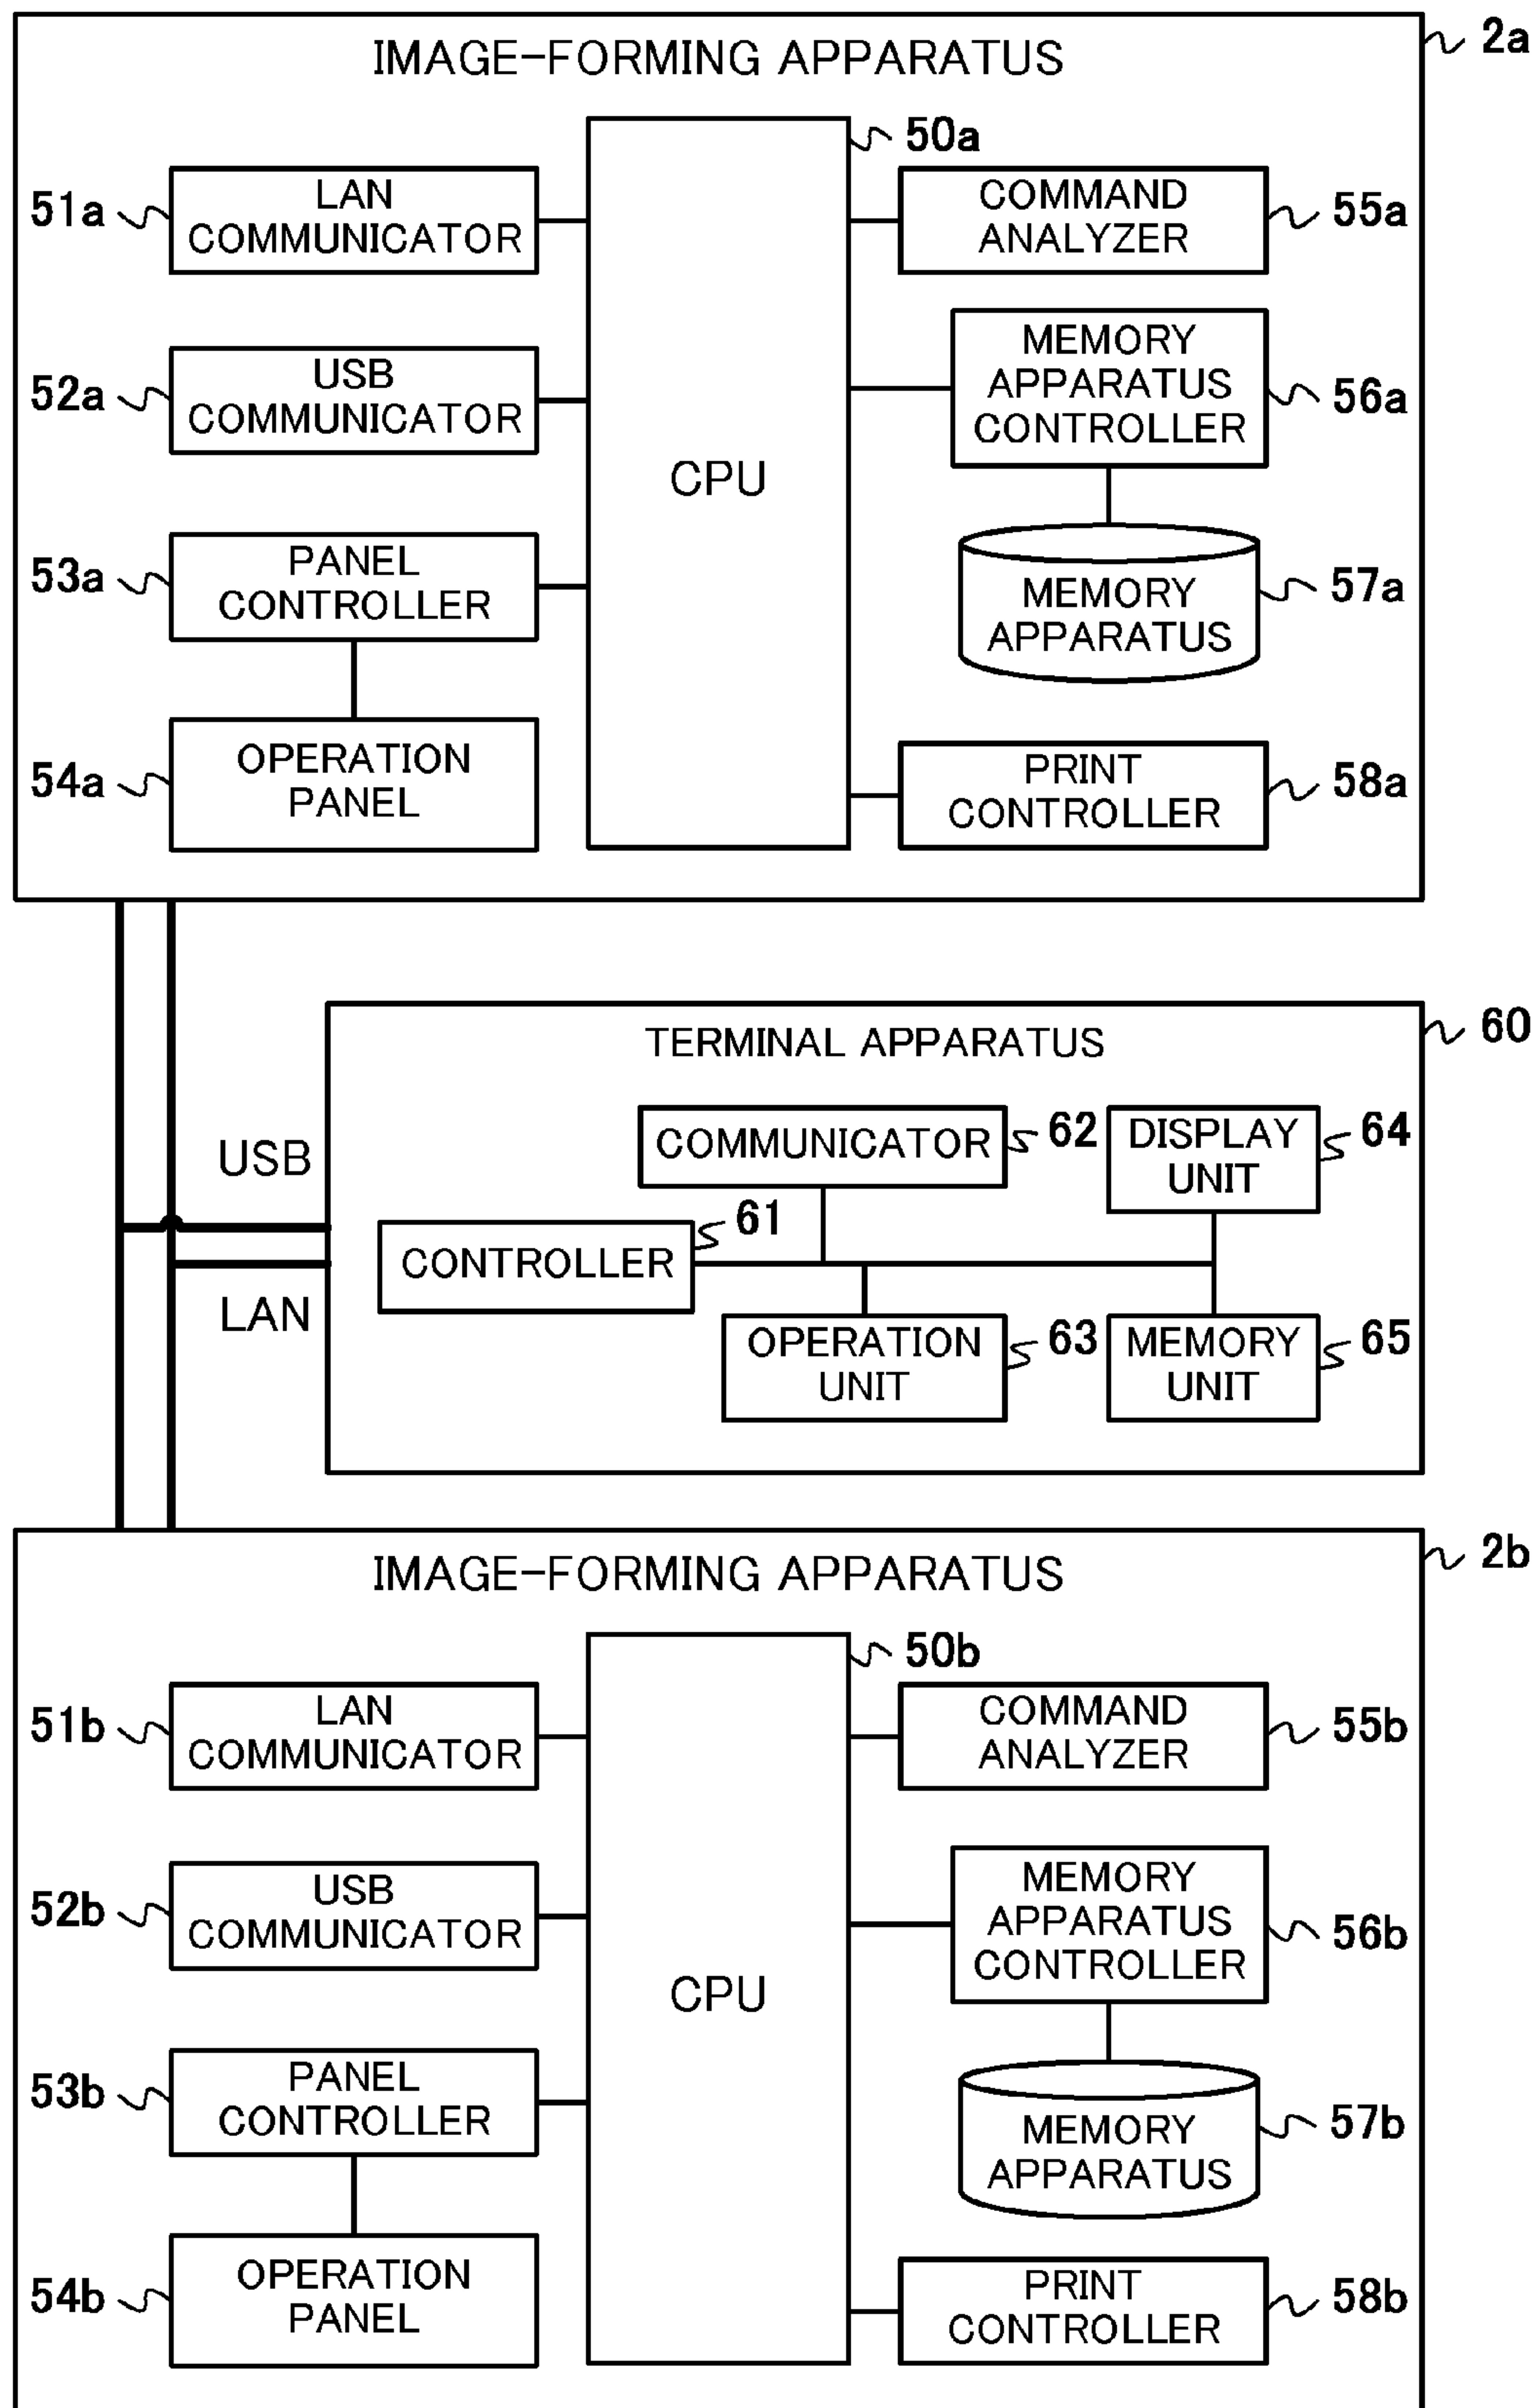 IMAGE-FORMING APPARATUS
2a
50a
51a
LAN
COMMUNICATOR
COMMAND
ANALYZER
55a
52a
USB
COMMUNICATOR
MEMORY
APPARATUS
CONTROLLER
56a
CPU
53a
PANEL
CONTROLLER
MEMORY
APPARATUS
57a
54a
OPERATION
PANEL
PRINT
CONTROLLER
58a
TERMINAL APPARATUS
60
USB
LAN
COMMUNICATOR
62
DISPLAY
UNIT
64
CONTROLLER
61
OPERATION
UNIT
63
MEMORY
UNIT
65
IMAGE-FORMING APPARATUS
2b
50b
51b
LAN
COMMUNICATOR
COMMAND
ANALYZER
55b
52b
USB
COMMUNICATOR
MEMORY
APPARATUS
CONTROLLER
56b
CPU
53b
PANEL
CONTROLLER
MEMORY
APPARATUS
57b
54b
OPERATION
PANEL
PRINT
CONTROLLER
58b